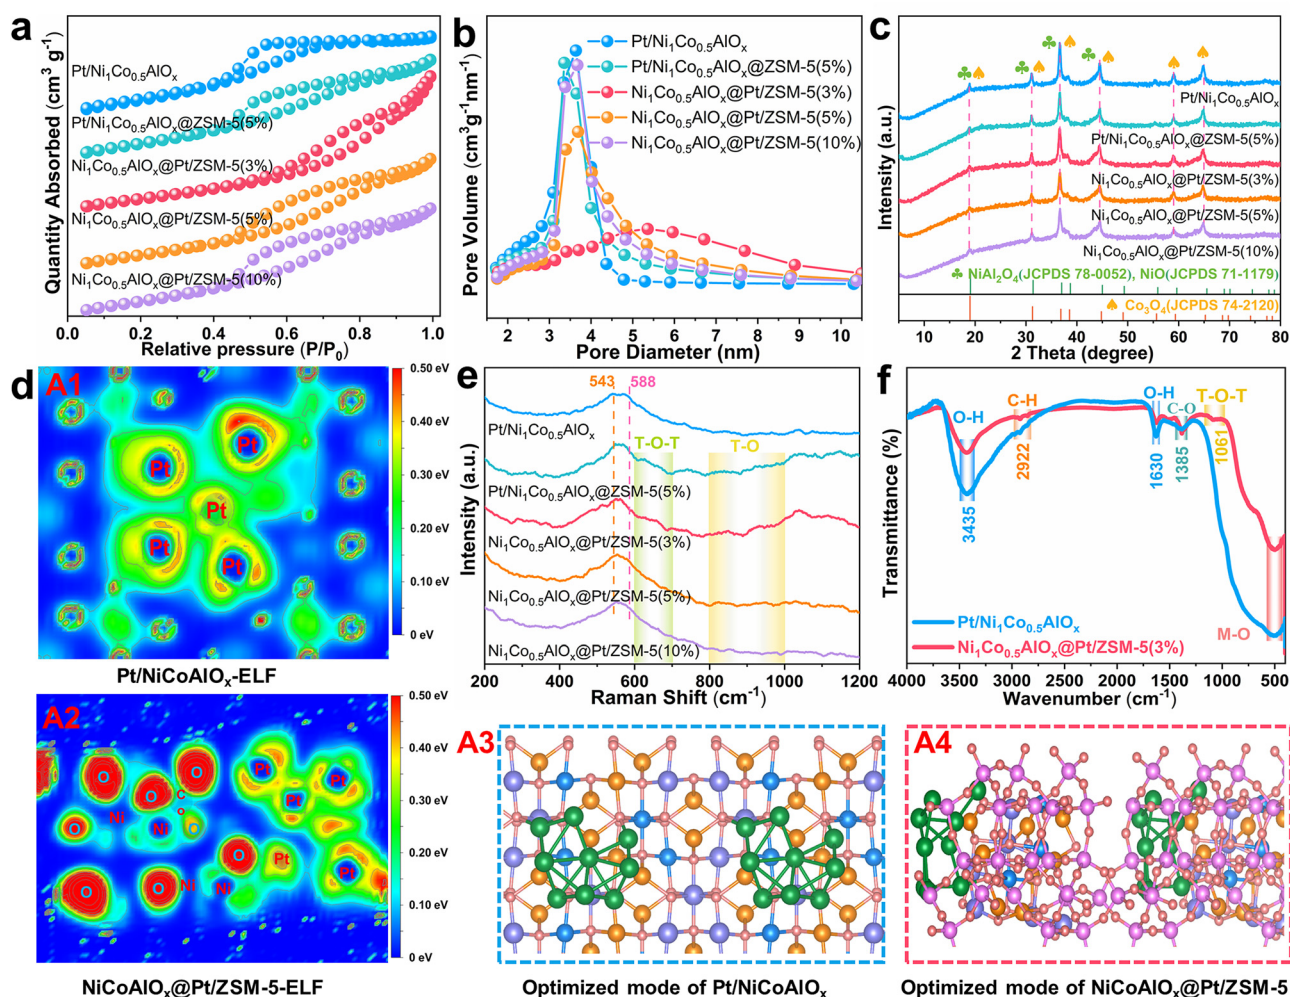 a
Quantity Absorbed (cm³ g⁻¹)
Pt/Ni₁Co₀.₅AlOₓ
Pt/Ni₁Co₀.₅AlOₓ@ZSM-5(5%)
Ni₁Co₀.₅AlOₓ@Pt/ZSM-5(3%)
Ni₁Co₀.₅AlOₓ@Pt/ZSM-5(5%)
Ni₁Co₀.₅AlOₓ@Pt/ZSM-5(10%)
0.0 0.2 0.4 0.6 0.8 1.0
Relative pressure (P/P₀)
b
Pore Volume (cm³g⁻¹nm⁻¹)
Pt/Ni₁Co₀.₅AlOₓ
Pt/Ni₁Co₀.₅AlOₓ@ZSM-5(5%)
Ni₁Co₀.₅AlOₓ@Pt/ZSM-5(3%)
Ni₁Co₀.₅AlOₓ@Pt/ZSM-5(5%)
Ni₁Co₀.₅AlOₓ@Pt/ZSM-5(10%)
2 3 4 5 6 7 8 9 10
Pore Diameter (nm)
c
Intensity (a.u.)
Pt/Ni₁Co₀.₅AlOₓ
Pt/Ni₁Co₀.₅AlOₓ@ZSM-5(5%)
Ni₁Co₀.₅AlOₓ@Pt/ZSM-5(3%)
Ni₁Co₀.₅AlOₓ@Pt/ZSM-5(5%)
Ni₁Co₀.₅AlOₓ@Pt/ZSM-5(10%)
♣ NiAl₂O₄(JCPDS 78-0052), NiO(JCPDS 71-1179)
♠ Co₃O₄(JCPDS 74-2120)
10 20 30 40 50 60 70 80
2 Theta (degree)
d
A1
Pt
Pt
Pt
Pt
Pt
0.50 eV
0.40 eV
0.30 eV
0.20 eV
0.10 eV
0 eV
Pt/NiCoAlOₓ-ELF
A2
O
O
O
C
O
O
Ni
Ni
O
O
O
O
Ni
Ni
Pt
Pt
Pt
Pt
Pt
0.50 eV
0.40 eV
0.30 eV
0.20 eV
0.10 eV
0 eV
NiCoAlOₓ@Pt/ZSM-5-ELF
e
Intensity (a.u.)
543 588
Pt/Ni₁Co₀.₅AlOₓ
T-O-T T-O
Pt/Ni₁Co₀.₅AlOₓ@ZSM-5(5%)
Ni₁Co₀.₅AlOₓ@Pt/ZSM-5(3%)
Ni₁Co₀.₅AlOₓ@Pt/ZSM-5(5%)
Ni₁Co₀.₅AlOₓ@Pt/ZSM-5(10%)
200 400 600 800 1000 1200
Raman Shift (cm⁻¹)
f
Transmittance (%)
O-H
3435
C-H
2922
O-H
1630
C-O
1385
T-O-T
1061
M-O
Pt/Ni₁Co₀.₅AlOₓ
Ni₁Co₀.₅AlOₓ@Pt/ZSM-5(3%)
4000 3500 3000 2500 2000 1500 1000 500
Wavenumber (cm⁻¹)
A3
Optimized mode of Pt/NiCoAlOₓ
A4
Optimized mode of NiCoAlOₓ@Pt/ZSM-5